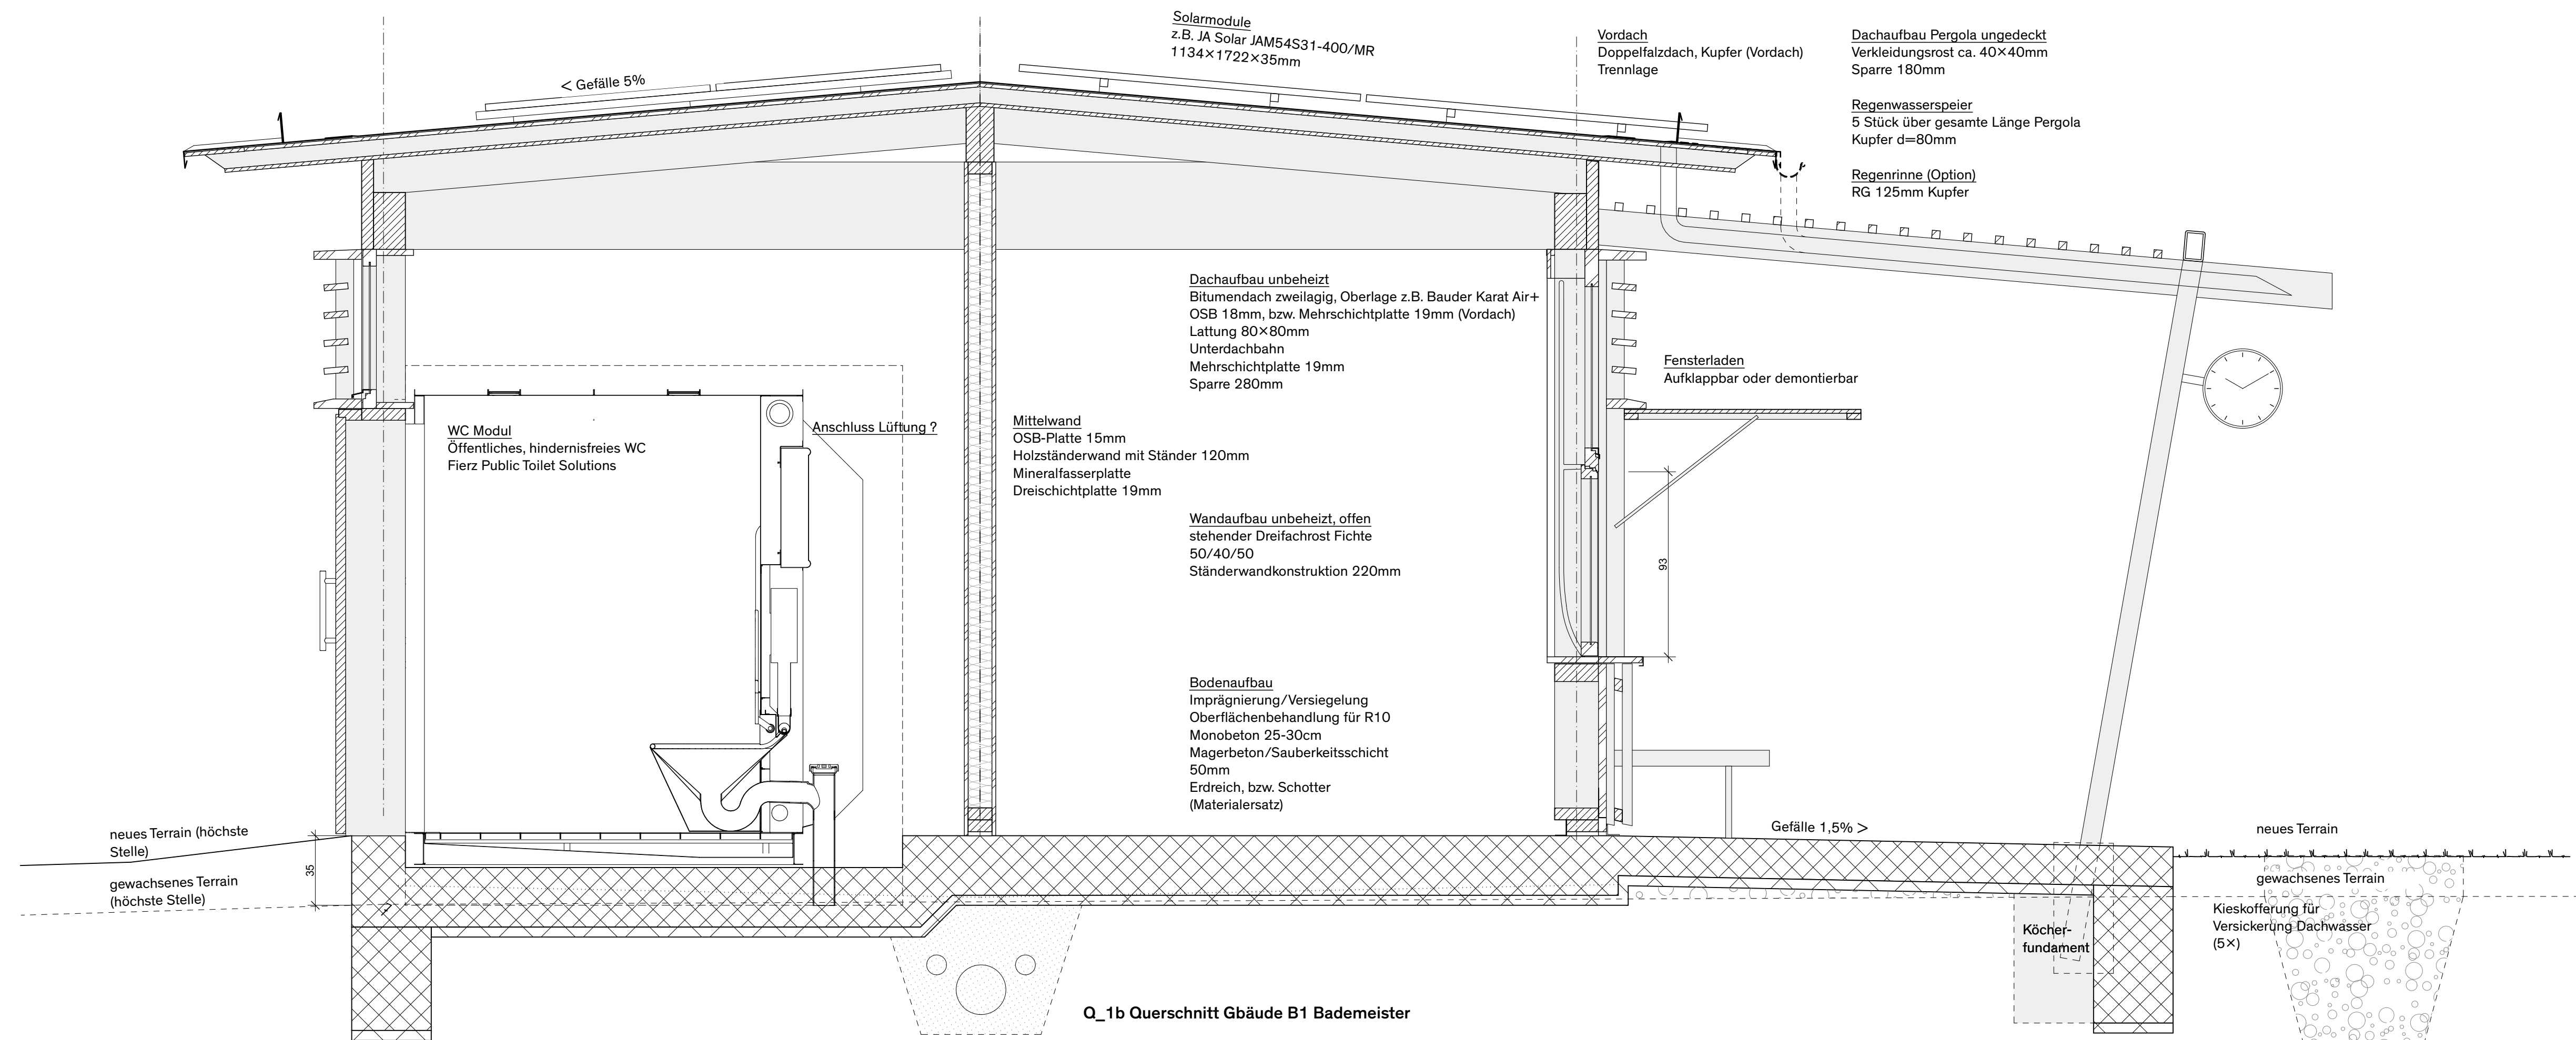 Solarmodule
z.B. JA Solar JAM54S31-400/MR
1134×1722×35mm
< Gefälle 5%
Vordach
Doppelfalzdach, Kupfer (Vordach)
Trennlage
Dachaufbau Pergola ungedeckt
Verkleidungsrost ca. 40×40mm
Sparre 180mm
Regenwasserspeier
5 Stück über gesamte Länge Pergola
Kupfer d=80mm
Regenrinne (Option)
RG 125mm Kupfer
Dachaufbau unbeheizt
Bitumendach zweilagig, Oberlage z.B. Bauder Karat Air+
OSB 18mm, bzw. Mehrschichtplatte 19mm (Vordach)
Lattung 80×80mm
Unterdachbahn
Mehrschichtplatte 19mm
Sparre 280mm
Fensterladen
Aufklappbar oder demontierbar
WC Modul
Öffentliches, hindernisfreies WC
Fierz Public Toilet Solutions
Anschluss Lüftung ?
Mittelwand
OSB-Platte 15mm
Holzständerwand mit Ständer 120mm
Mineralfasserplatte
Dreischichtplatte 19mm
Wandaufbau unbeheizt, offen
stehender Dreifachrost Fichte
50/40/50
Ständerwandkonstruktion 220mm
93
Bodenaufbau
Imprägnierung/Versiegelung
Oberflächenbehandlung für R10
Monobeton 25-30cm
Magerbeton/Sauberkeitsschicht
50mm
Erdreich, bzw. Schotter
(Materialersatz)
neues Terrain (höchste
Stelle)
35
gewachsenes Terrain
(höchste Stelle)
Gefälle 1,5% >
neues Terrain
gewachsenes Terrain
Kieskofferung für
Versickerung Dachwasser
(5×)
Köcher-
fundament
Q_1b Querschnitt Gbäude B1 Bademeister